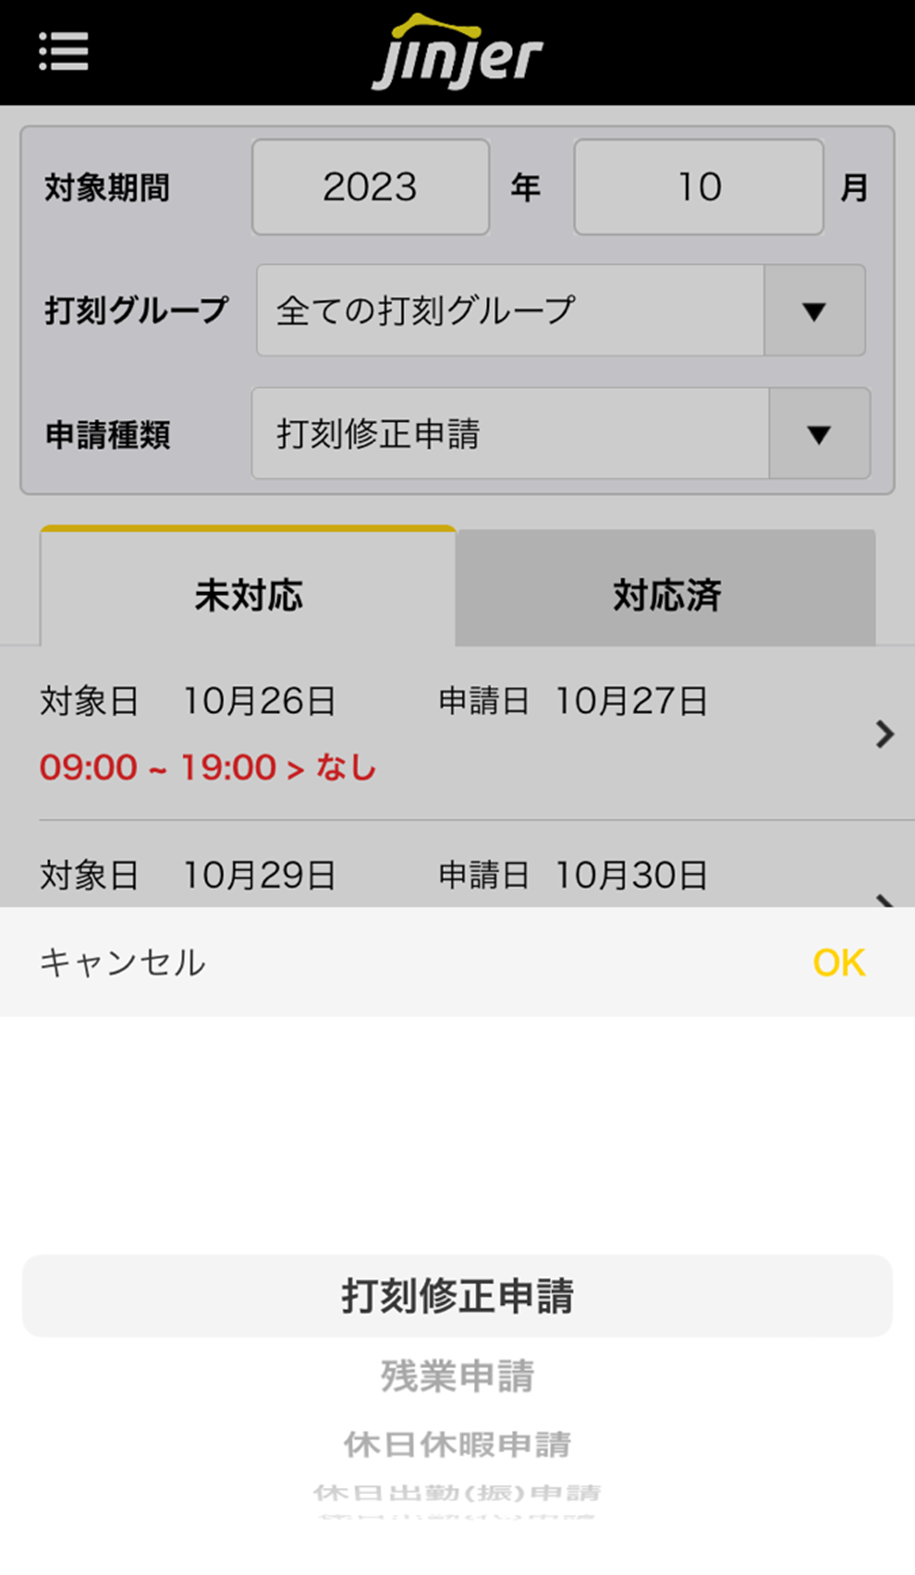 jinjer
対象期間 2023 年 10 月
打刻グループ 全ての打刻グループ ▼
申請種類 打刻修正申請 ▼
未対応 対応済
対象日 10月26日 申請日 10月27日
09:00 ~ 19:00 > なし
対象日 10月29日 申請日 10月30日
キャンセル OK
打刻修正申請
残業申請
休日休暇申請
休日出勤(振)申請